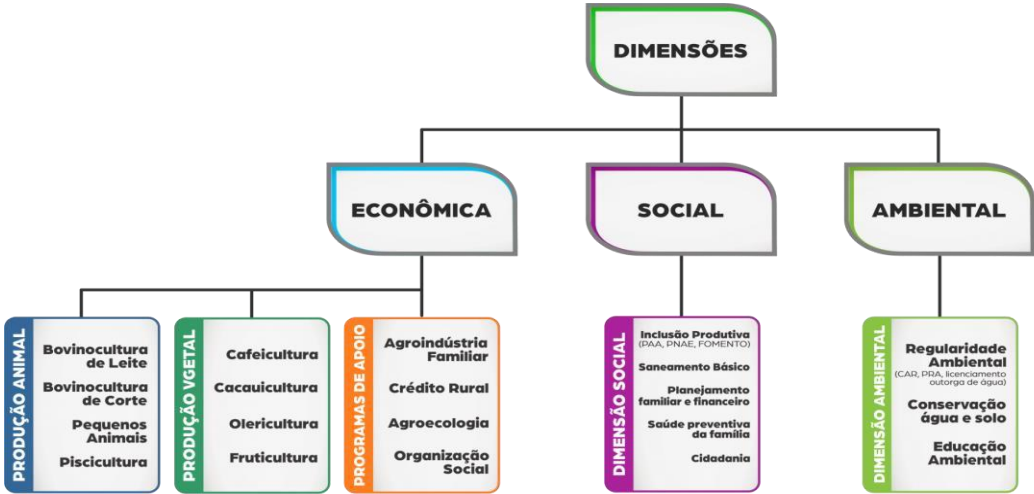 DIMENSÕES
ECONÔMICA
SOCIAL
AMBIENTAL
PRODUÇÃO ANIMAL
Bovinocultura
de Leite
Bovinocultura
de Corte
Pequenos
Animais
Piscicultura
PRODUÇÃO VGETAL
Cafeicultura
Cacauicultura
Olericultura
Fruticultura
PROGRAMAS DE APOIO
Agroindústria
Familiar
Crédito Rural
Agroecologia
Organização
Social
DIMENSÃO SOCIAL
Inclusão Produtiva
(PAA, PNAE, FOMENTO)
Saneamento Básico
Planejamento
familiar e financeiro
Saúde preventiva
da família
Cidadania
DIMENSÃO AMBIENTAL
Regularidade
Ambiental
(CAR, PRA, licenciamento
outorga de água)
Conservação
água e solo
Educação
Ambiental